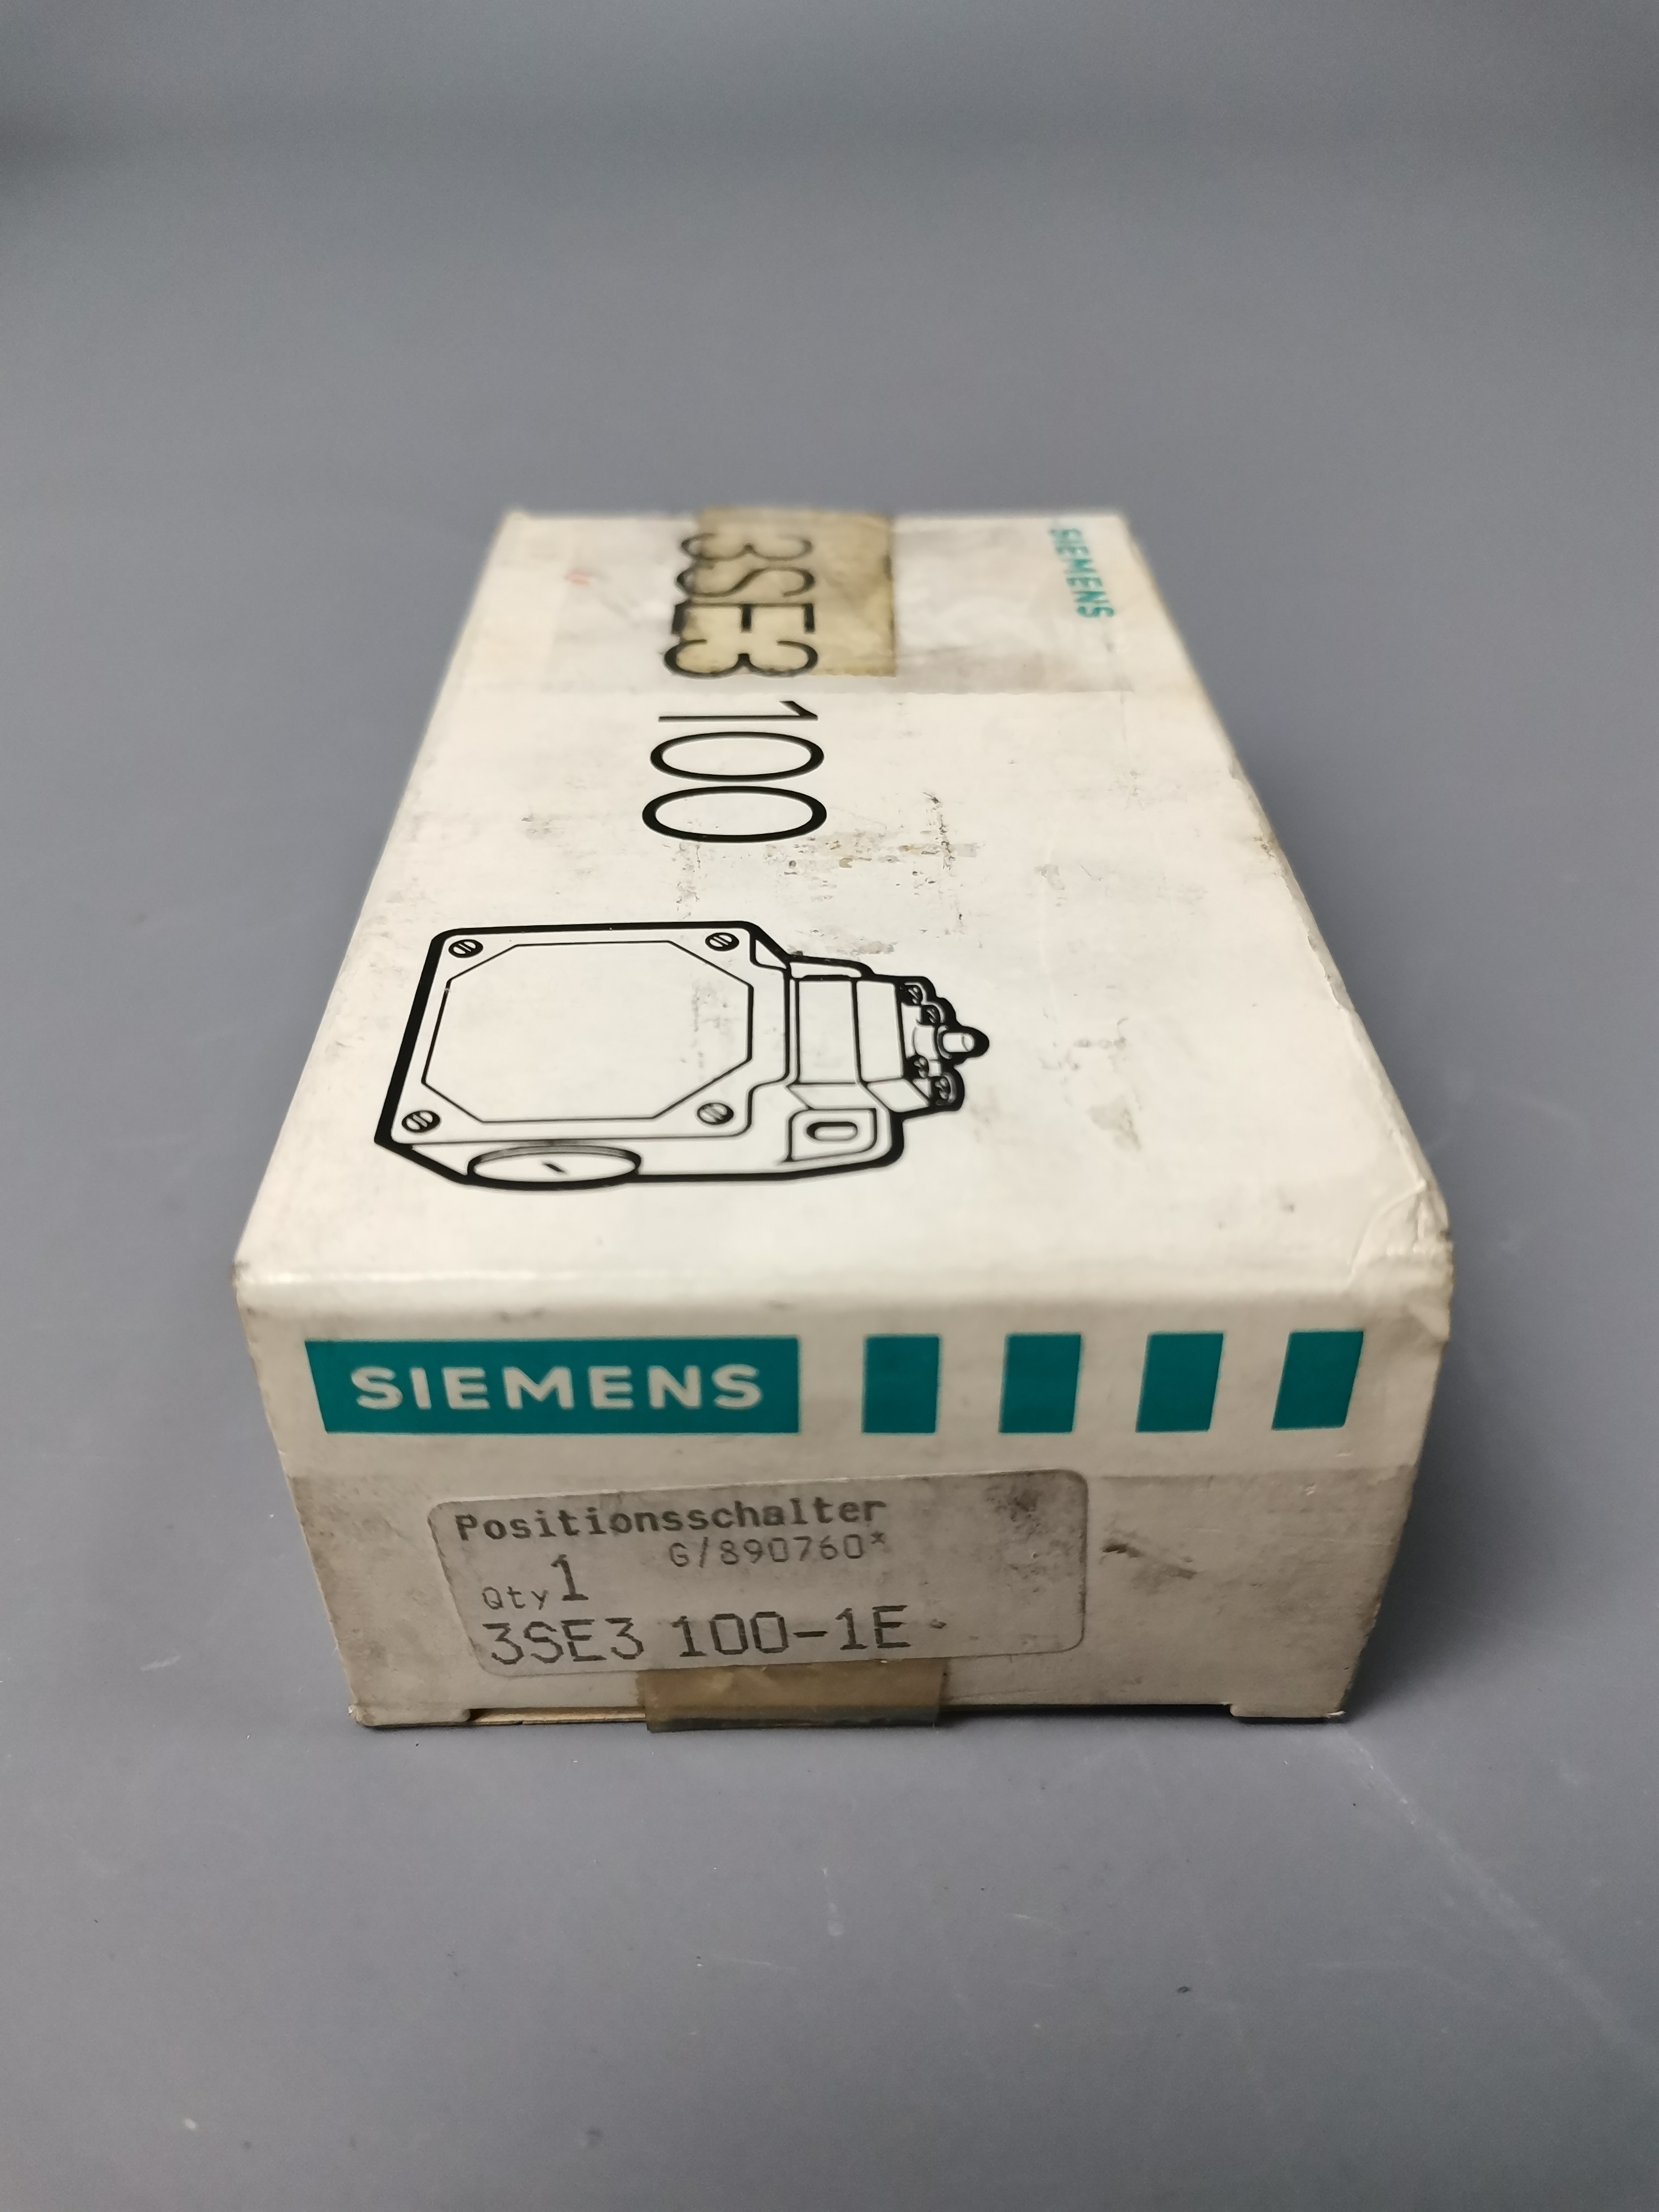 SIEMENS
3SE3 100
SIEMENS
Positionsschalter
G/890760*
Qty 1
3SE3 100-1E